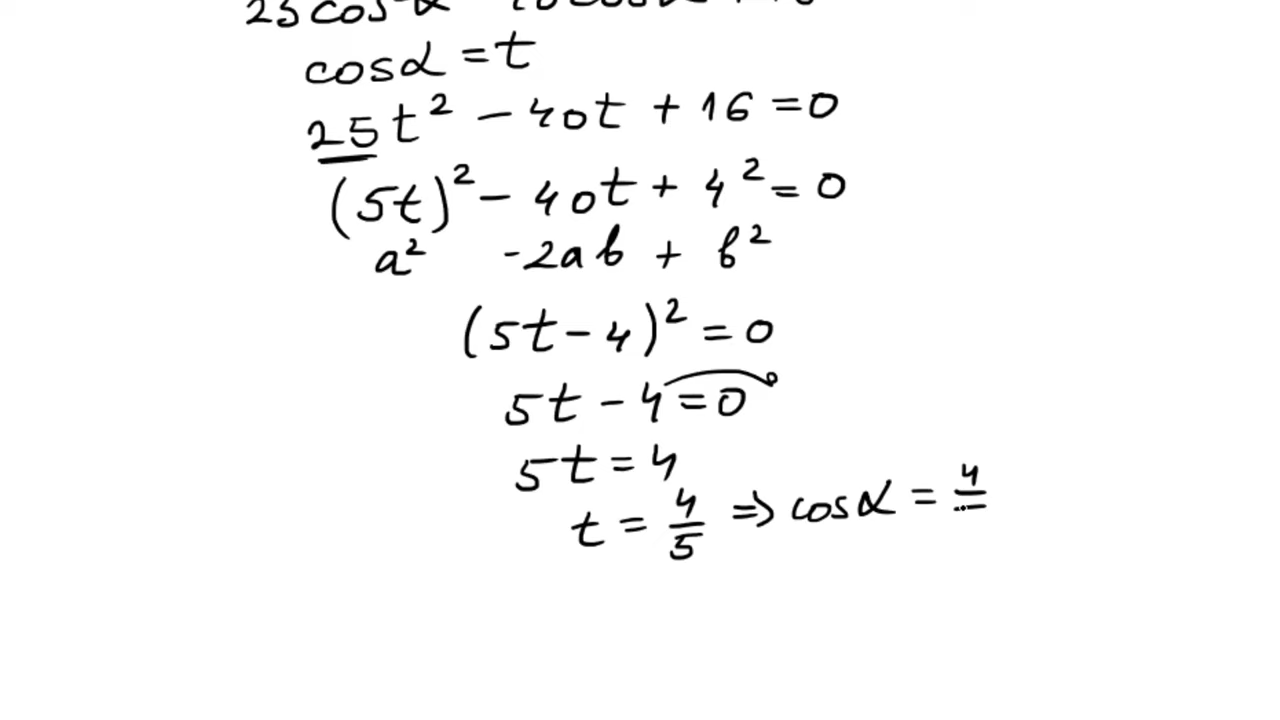 cosα = t
25t² - 40t + 16 = 0
(5t)² - 40t + 4² = 0
a² - 2ab + b²
(5t - 4)² = 0
5t - 4 = 0
5t = 4
t = 4/5 ⇒ cosα = 4/